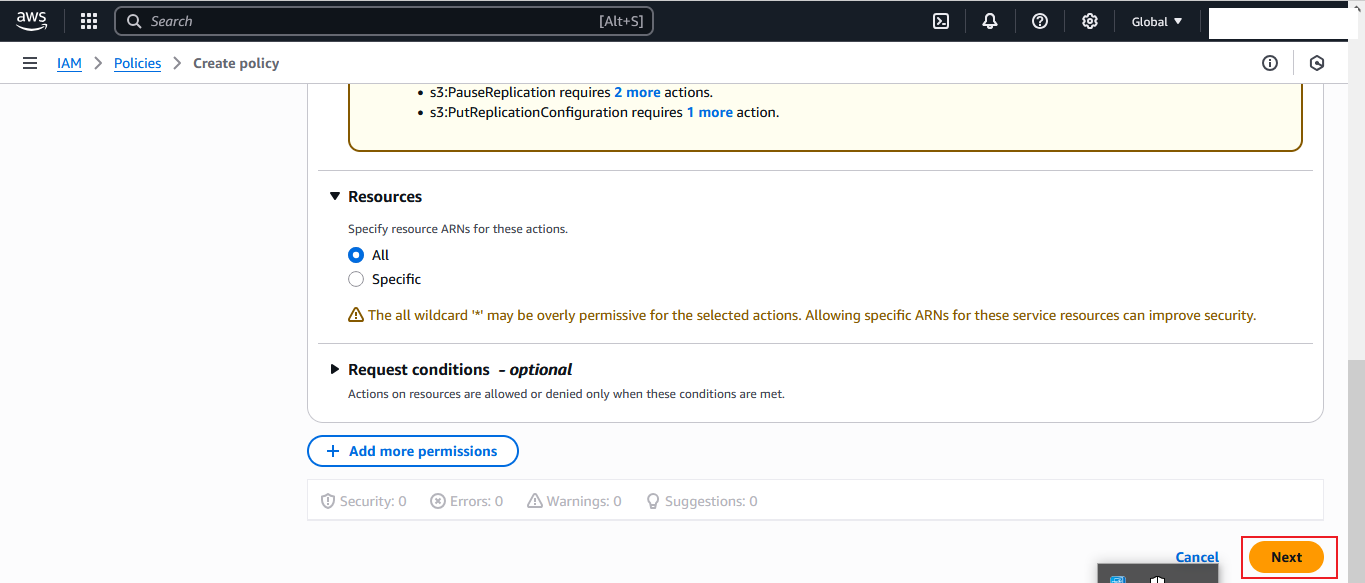 aws Search [Alt+S] Global
IAM Policies Create policy
• s3:PauseReplication requires 2 more actions.
• s3:PutReplicationConfiguration requires 1 more action.
Resources
Specify resource ARNs for these actions.
All
Specific
The all wildcard '*' may be overly permissive for the selected actions. Allowing specific ARNs for these service resources can improve security.
Request conditions - optional
Actions on resources are allowed or denied only when these conditions are met.
+ Add more permissions
Security: 0 Errors: 0 Warnings: 0 Suggestions: 0
Cancel Next